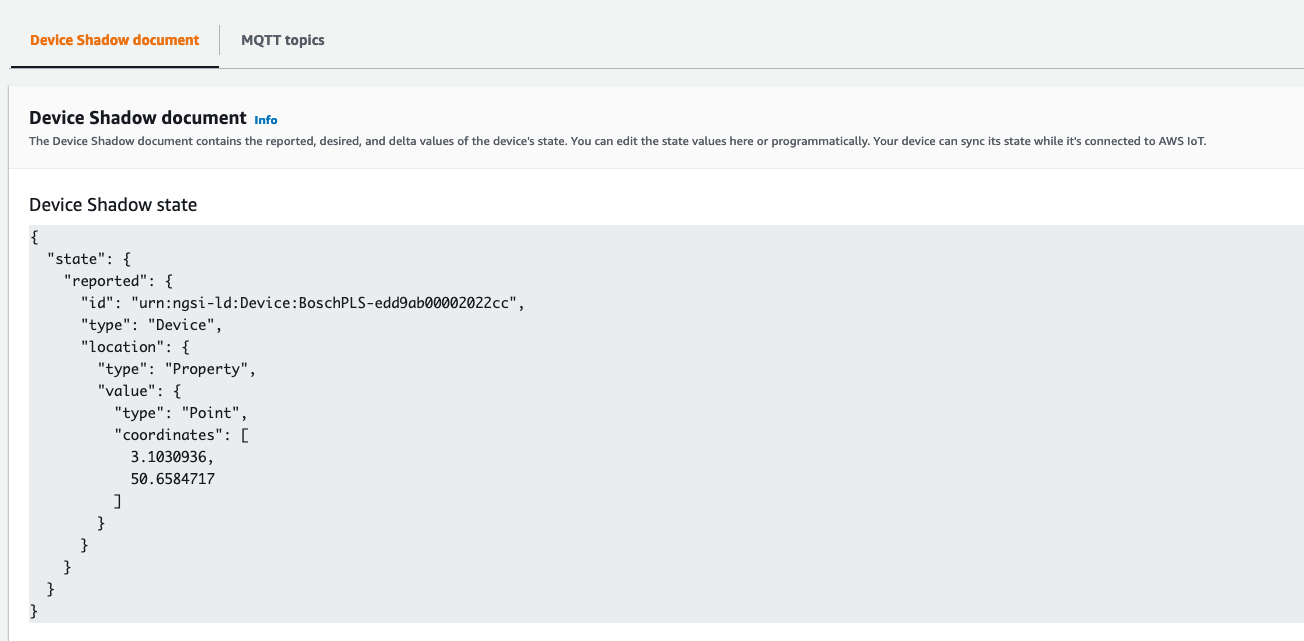 Device Shadow document
MQTT topics
Device Shadow document Info
The Device Shadow document contains the reported, desired, and delta values of the device's state. You can edit the state values here or programmatically. Your device can sync its state while it's connected to AWS IoT.
Device Shadow state
{
  "state": {
    "reported": {
      "id": "urn:ngsi-ld:Device:BoschPLS-edd9ab00002022cc",
      "type": "Device",
      "location": {
        "type": "Property",
        "value": {
          "type": "Point",
          "coordinates": [
            3.1030936,
            50.6584717
          ]
        }
      }
    }
  }
}